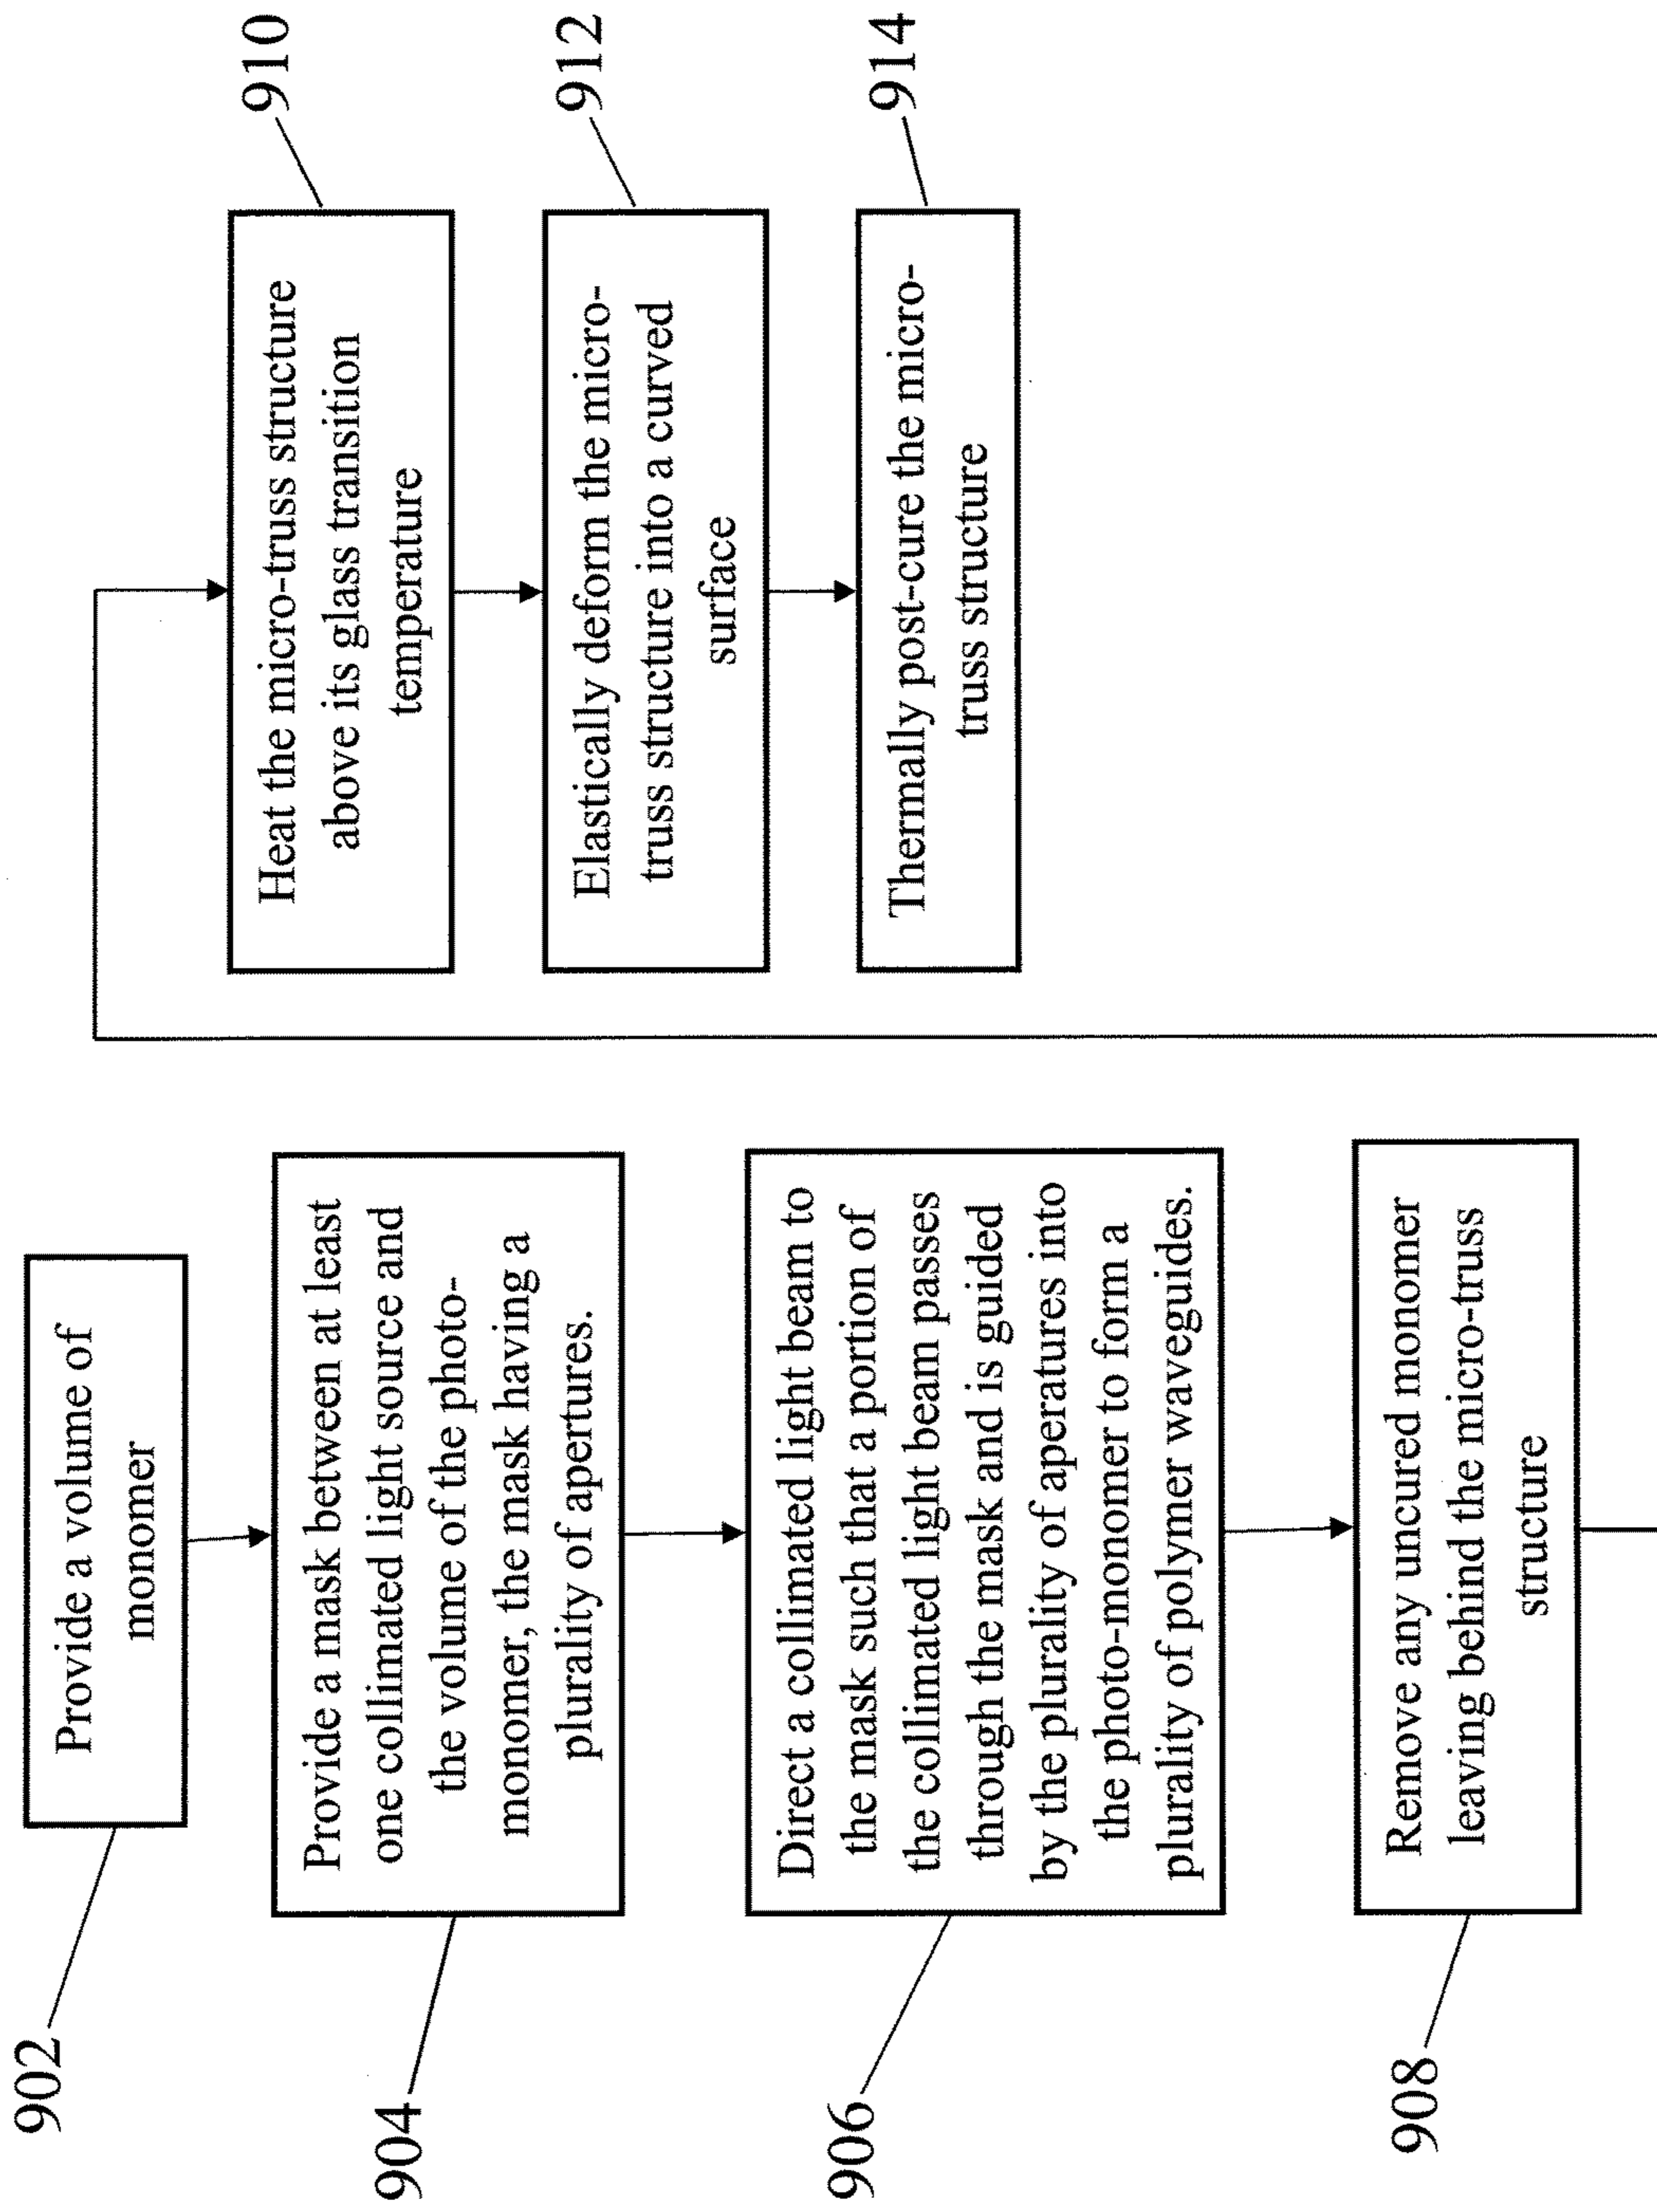 902
Provide a volume of
monomer
904
Provide a mask between at least
one collimated light source and
the volume of the photo-
monomer, the mask having a
plurality of apertures.
906
Direct a collimated light beam to
the mask such that a portion of
the collimated light beam passes
through the mask and is guided
by the plurality of aperatures into
the photo-monomer to form a
plurality of polymer waveguides.
908
Remove any uncured monomer
leaving behind the micro-truss
structure
910
Heat the micro-truss structure
above its glass transition
temperature
912
Elastically deform the micro-
truss structure into a curved
surface
914
Thermally post-cure the micro-
truss structure